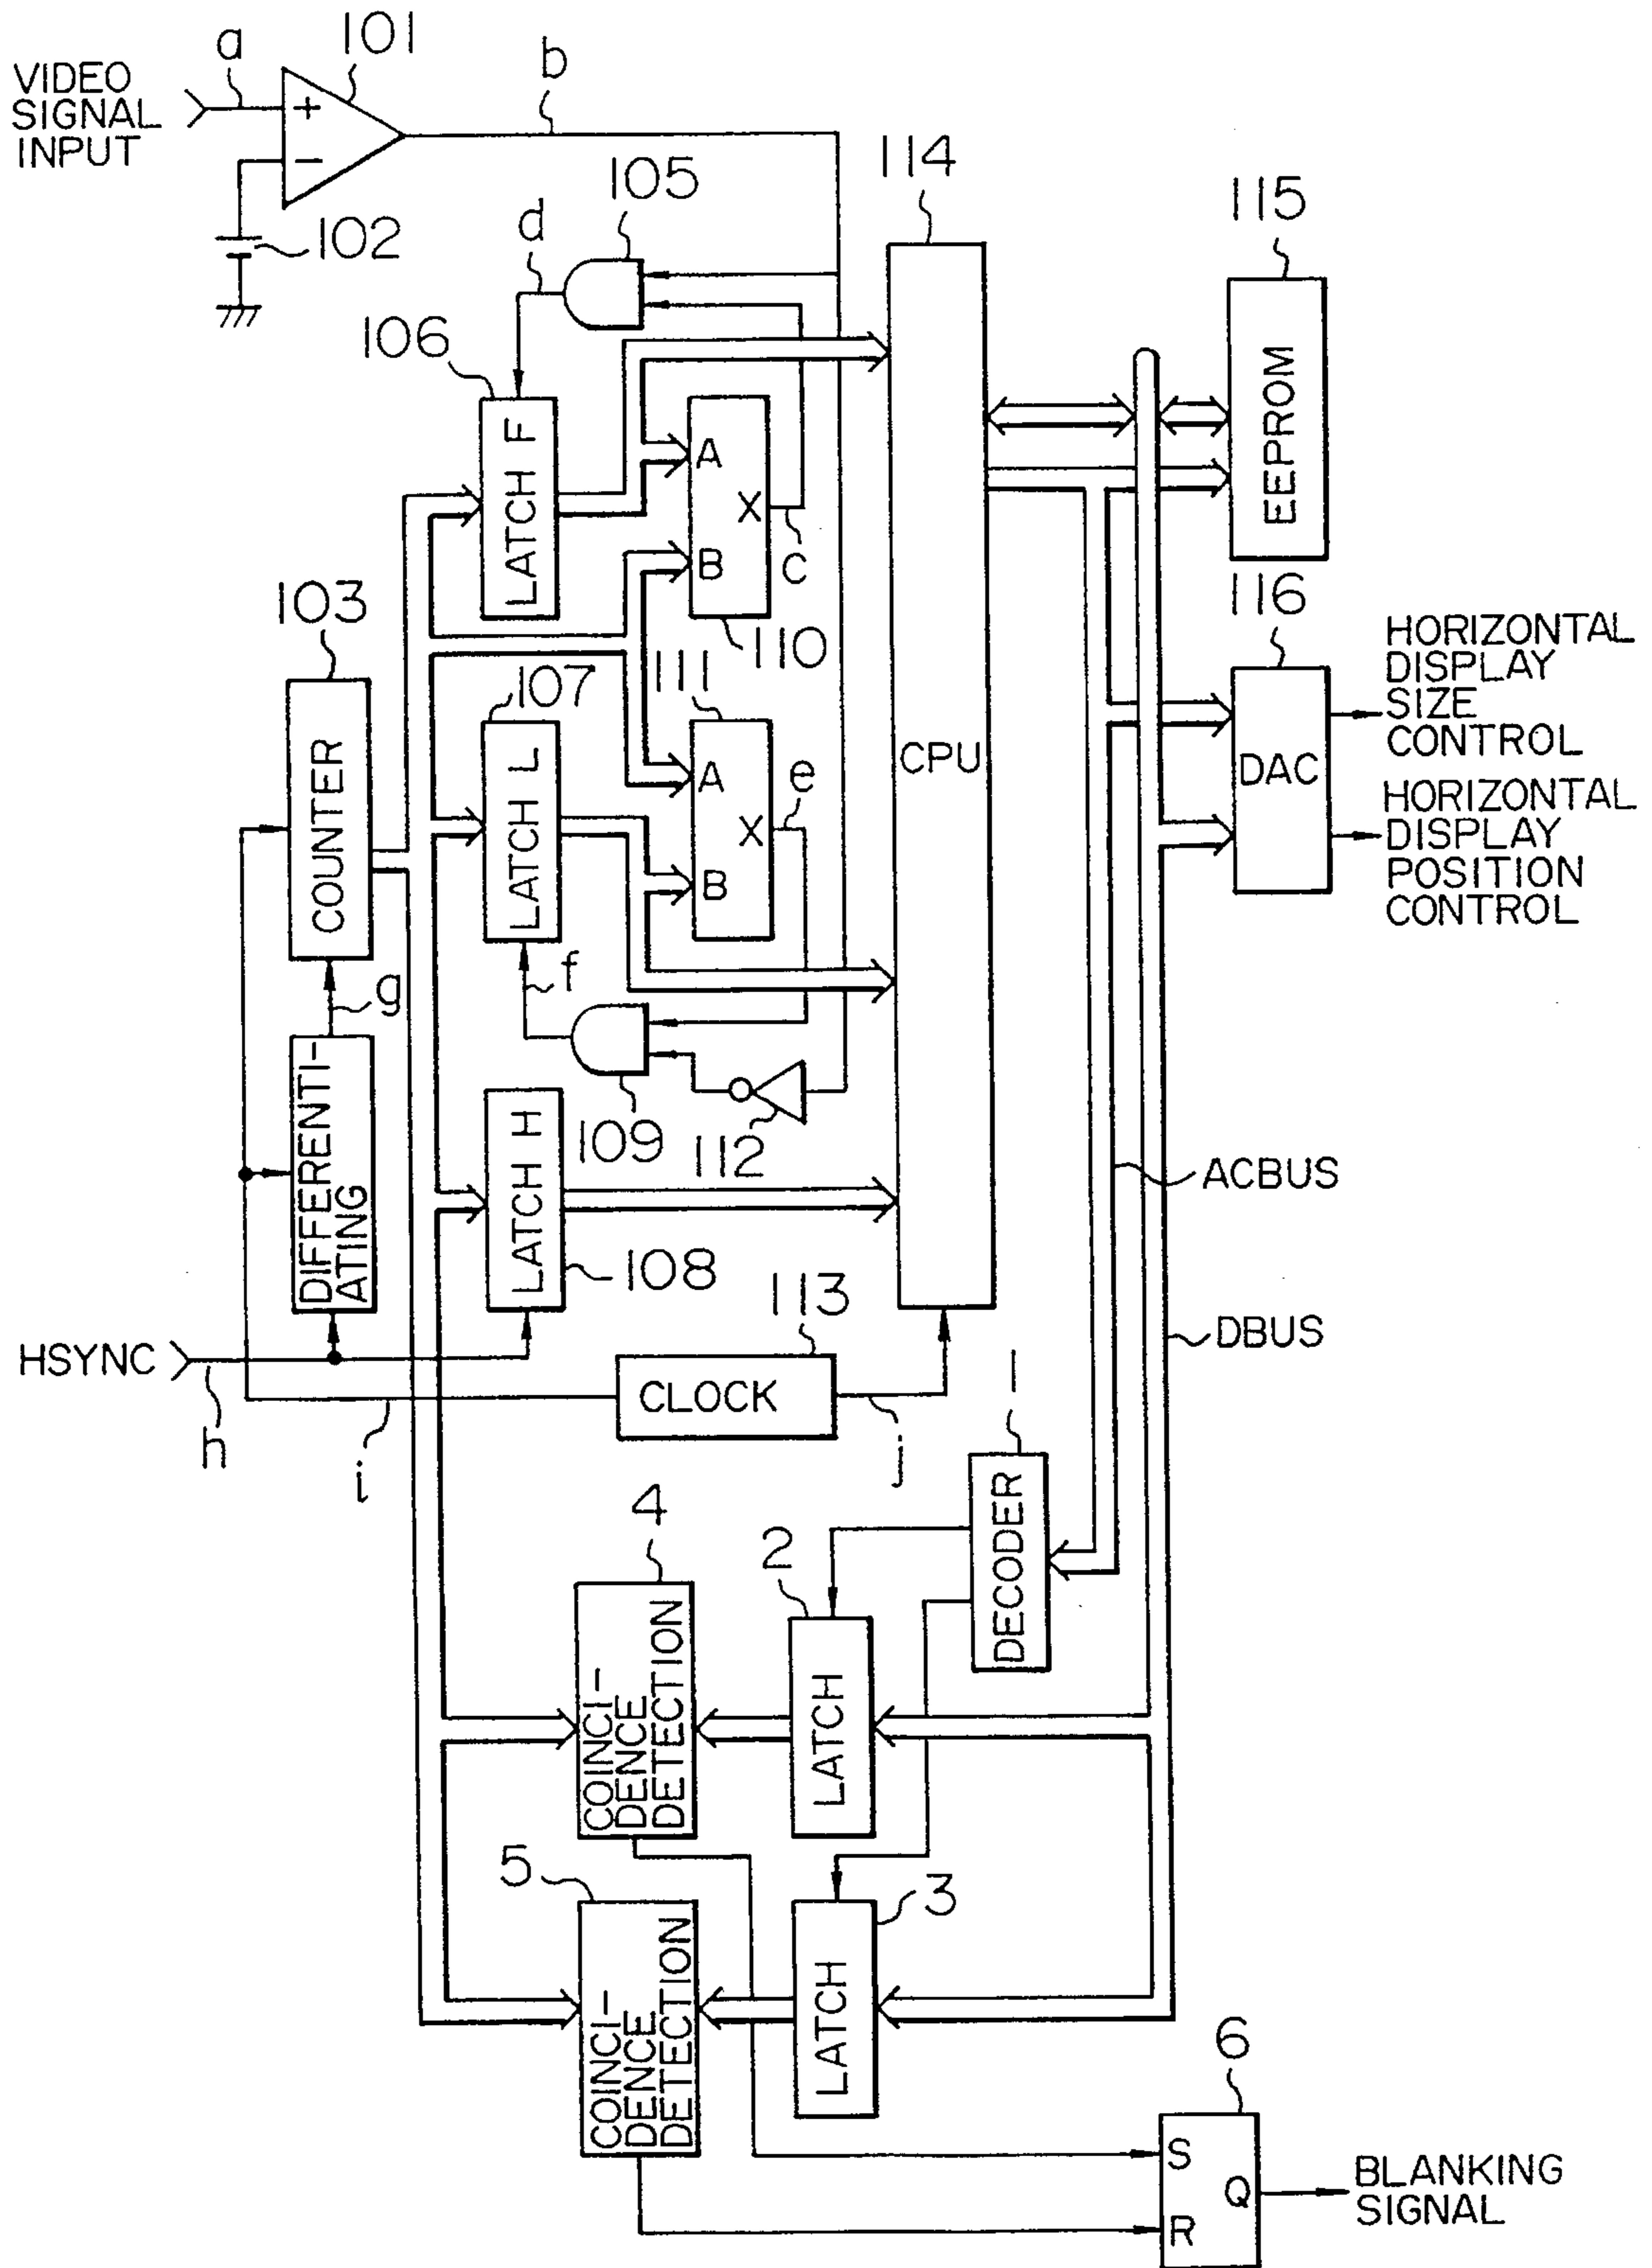 a
101
b
VIDEO
SIGNAL
INPUT
+
−
102
105
d
114
115
106
LATCH F
A
B
X
c
110
CPU
EEPROM
103
COUNTER
107
LATCH L
111
A
B
X
e
116
DAC
HORIZONTAL
DISPLAY
SIZE
CONTROL
HORIZONTAL
DISPLAY
POSITION
CONTROL
g
f
DIFFERENTI-
ATING
109
112
LATCH H
108
ACBUS
113
HSYNC
h
i
CLOCK
j
DBUS
1
DECODER
4
COINCI-
DENCE
DETECTION
2
LATCH
5
COINCI-
DENCE
DETECTION
3
LATCH
6
S
R
Q
BLANKING
SIGNAL